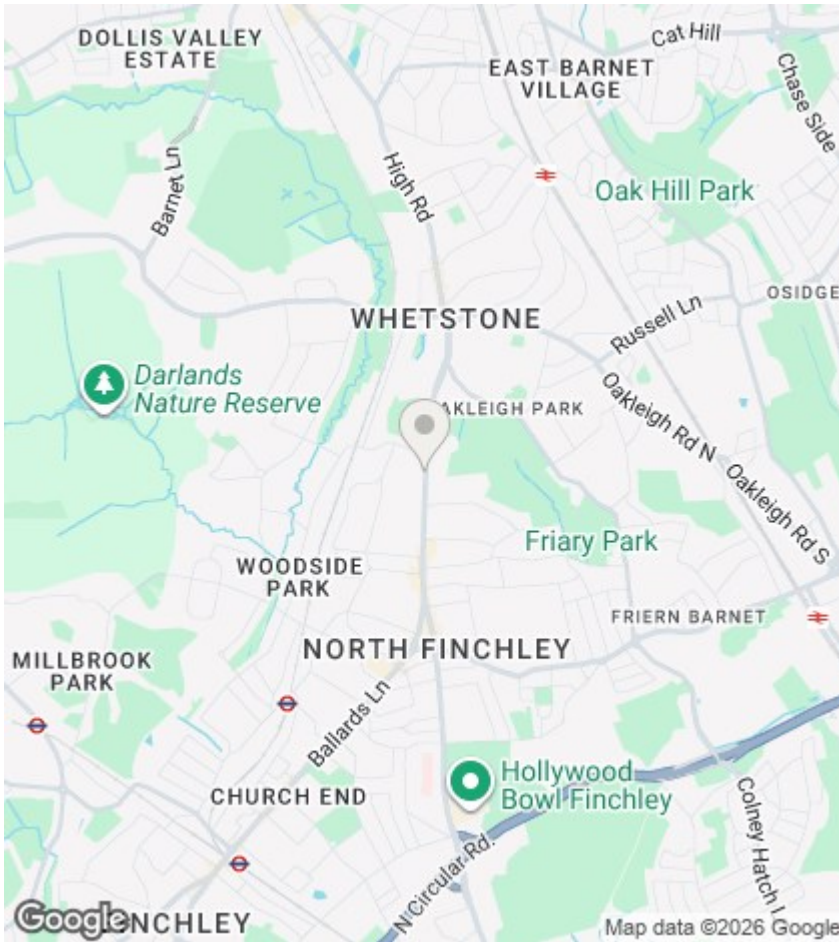 DOLLIS VALLEY
ESTATE
Cat Hill
EAST BARNET
VILLAGE
Chase Side
Barnet Ln
High Rd
Oak Hill Park
OSIDGE
WHETSTONE
Russell Ln
Darlands
Nature Reserve
AKLEIGH PARK
Oakleigh Rd N
Oakleigh Rd S
Friary Park
WOODSIDE
PARK
FRIERN BARNET
NORTH FINCHLEY
MILLBROOK
PARK
Ballards Ln
Hollywood
Bowl Finchley
CHURCH END
Colney Hatch L
N Circular Rd.
Google
INCHLEY
Map data ©2026 Google